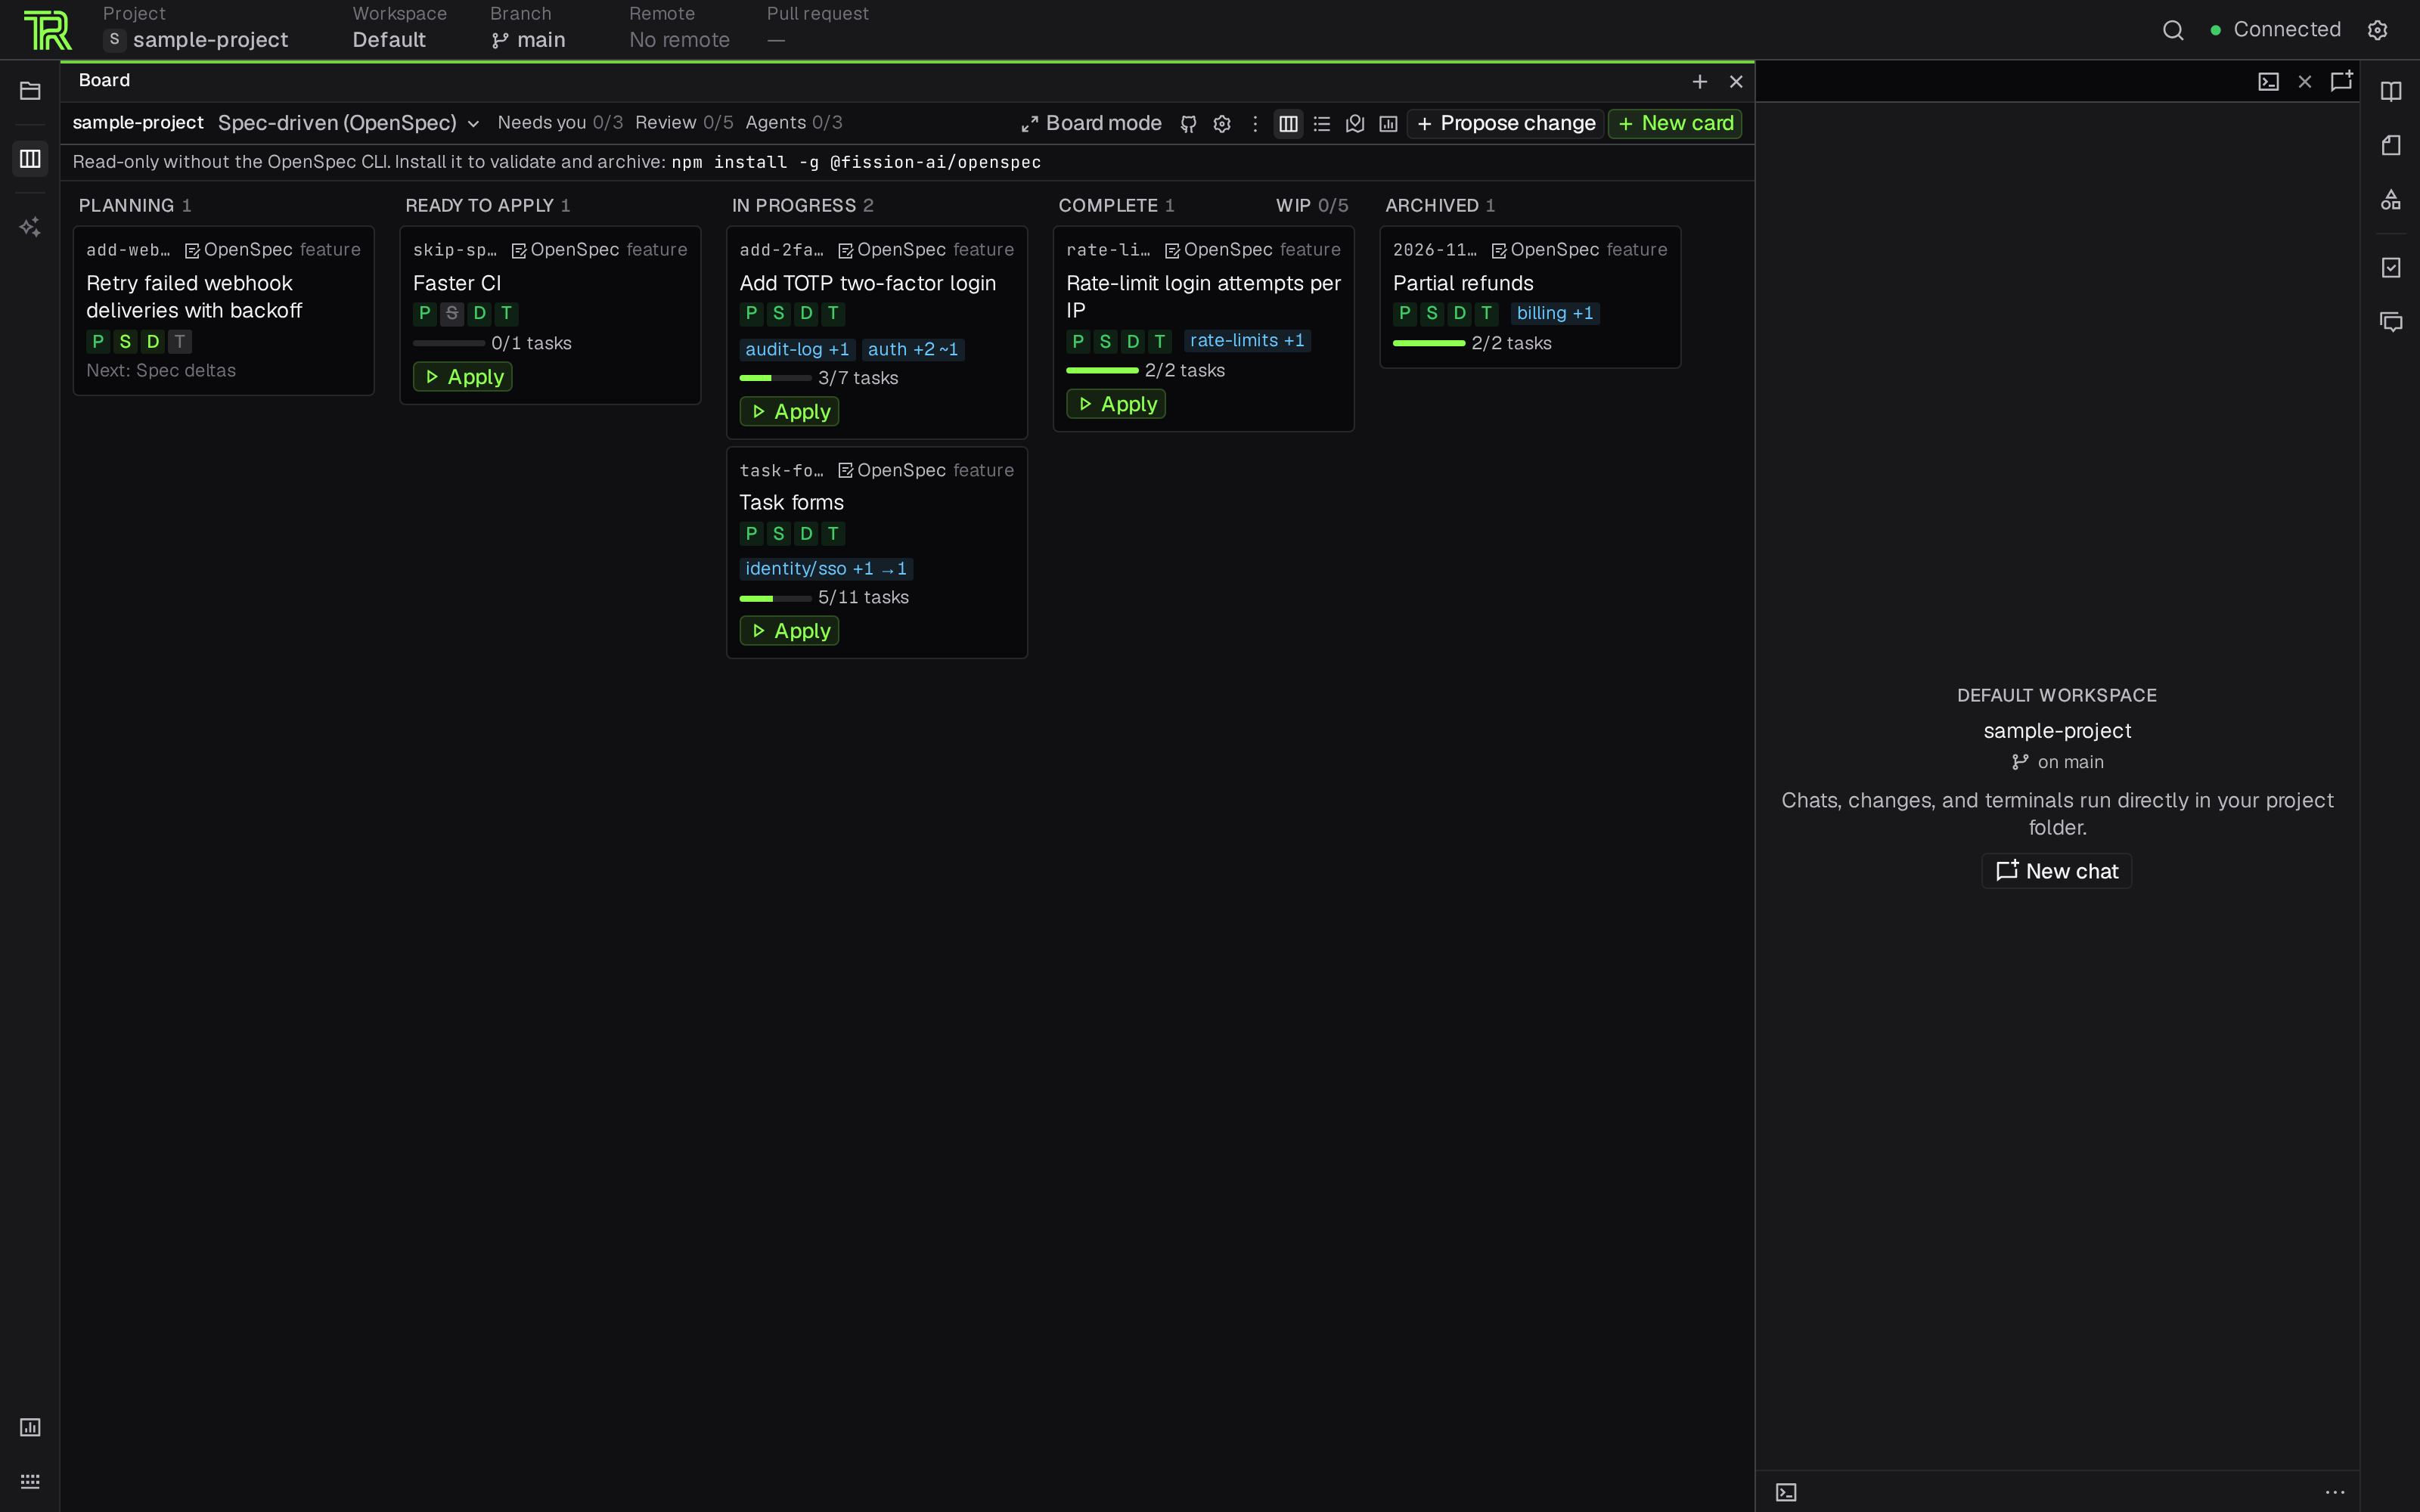 Project
S sample-project
Workspace
Default
Branch
main
Remote
No remote
Pull request
—
Connected
Board
sample-project Spec-driven (OpenSpec) Needs you 0/3 Review 0/5 Agents 0/3
Board mode
+ Propose change
+ New card
Read-only without the OpenSpec CLI. Install it to validate and archive: npm install -g @fission-ai/openspec
PLANNING 1
add-web… OpenSpec feature
Retry failed webhook
deliveries with backoff
P S D T
Next: Spec deltas
READY TO APPLY 1
skip-sp… OpenSpec feature
Faster CI
P S D T
0/1 tasks
Apply
IN PROGRESS 2
add-2fa… OpenSpec feature
Add TOTP two-factor login
P S D T
audit-log +1 auth +2 ~1
3/7 tasks
Apply
task-fo… OpenSpec feature
Task forms
P S D T
identity/sso +1 →1
5/11 tasks
Apply
COMPLETE 1 WIP 0/5
rate-li… OpenSpec feature
Rate-limit login attempts per
IP
P S D T rate-limits +1
2/2 tasks
Apply
ARCHIVED 1
2026-11… OpenSpec feature
Partial refunds
P S D T billing +1
2/2 tasks
DEFAULT WORKSPACE
sample-project
on main
Chats, changes, and terminals run directly in your project
folder.
New chat